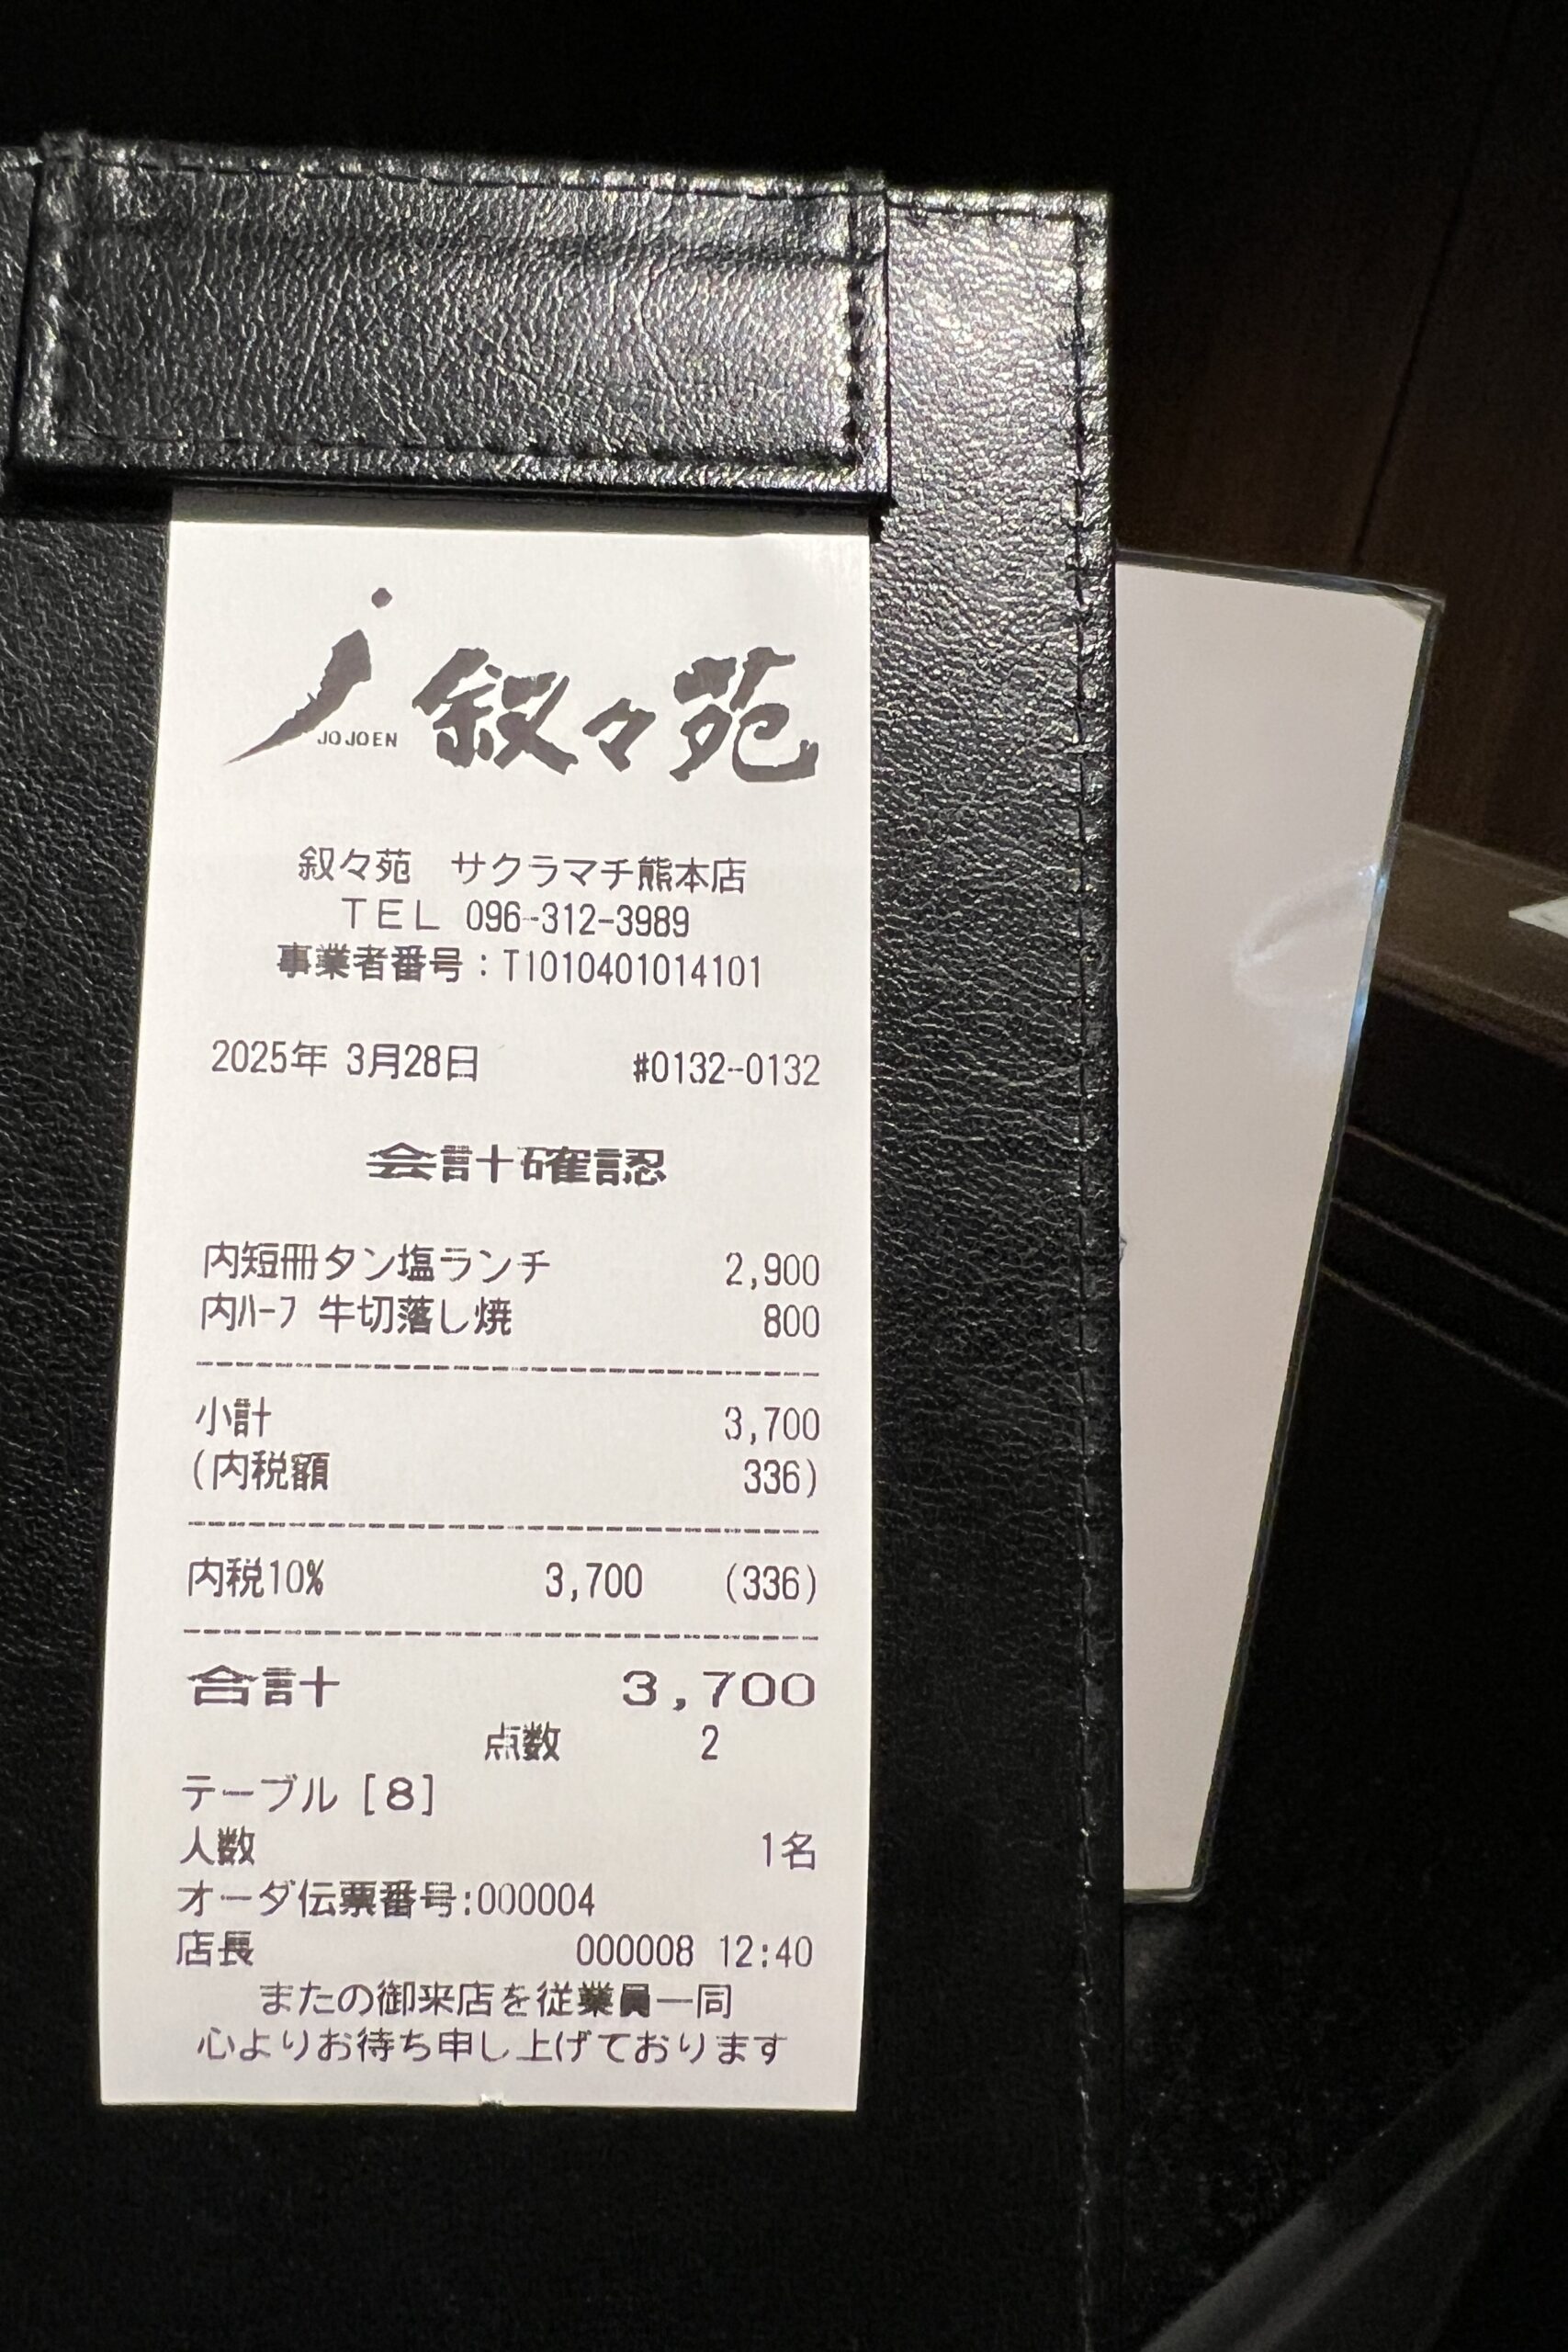 JOJOEN 叙々苑
叙々苑 サクラマチ熊本店
TEL 096-312-3989
事業者番号:T1010401014101
2025年 3月28日 #0132-0132
会計確認
内短冊タン塩ランチ 2,900
内ﾊｰﾌ 牛切落し焼 800
小計 3,700
(内税額 336)
内税10% 3,700 (336)
合計 3,700
点数 2
テーブル [8]
人数 1名
オーダ伝票番号:000004
店長 000008 12:40
またの御来店を従業員一同
心よりお待ち申し上げております